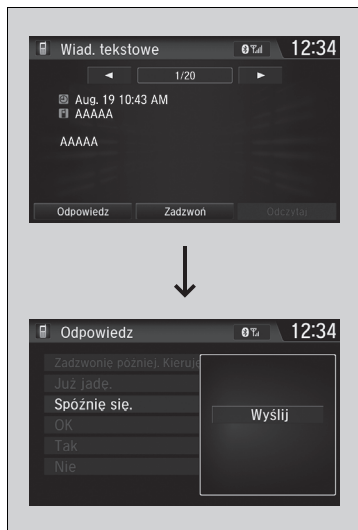 Wiad. tekstowe 12:34
1/20
Aug. 19 10:43 AM
AAAAA
AAAAA
Odpowiedz Zadzwoń Odczytaj
Odpowiedz 12:34
Zadzwonię później. Kieruję
Już jadę.
Spóźnię się.
Wyślij
OK
Tak
Nie